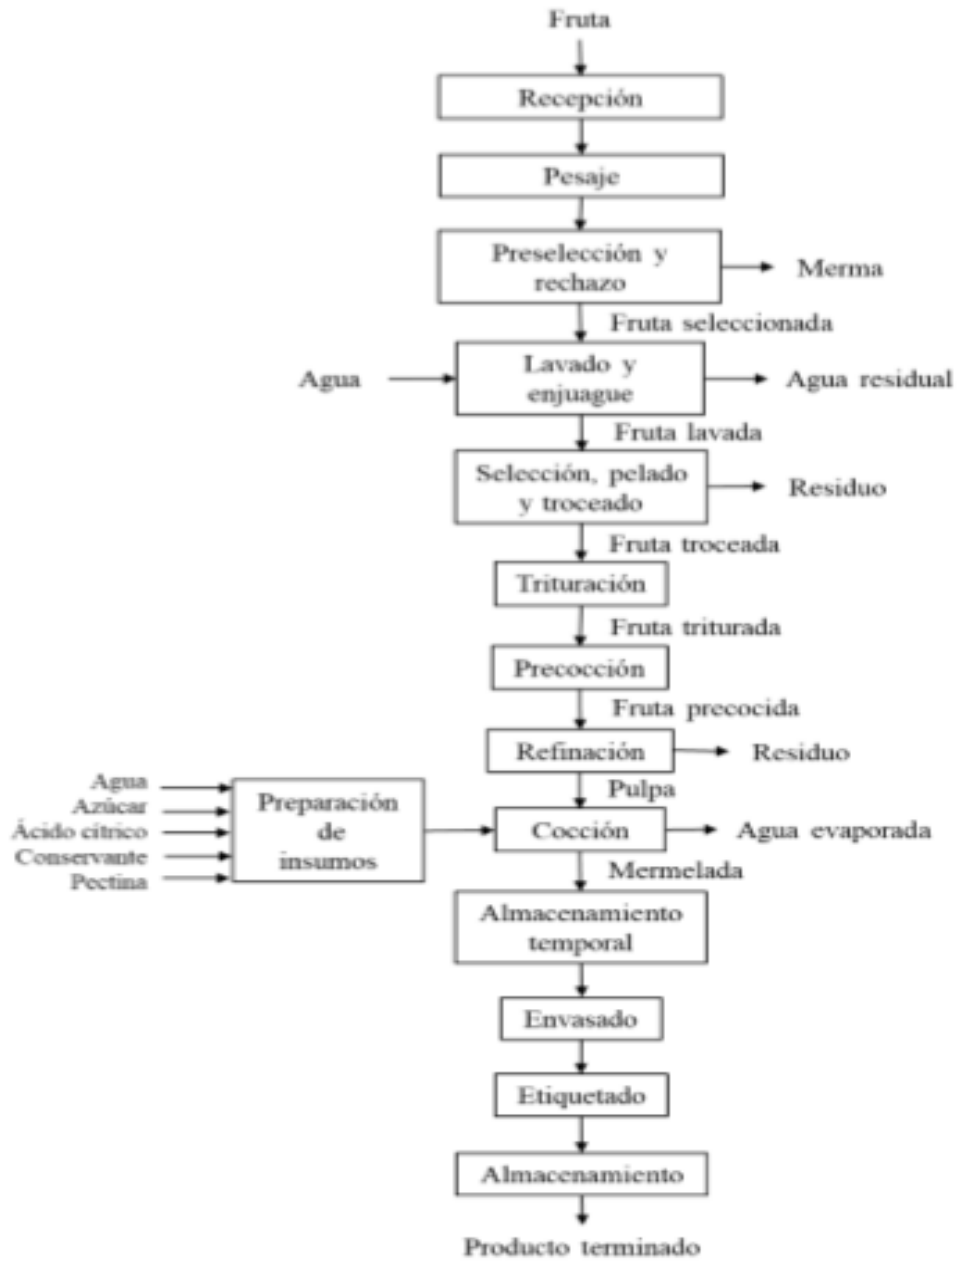 Fruta
Recepción
Pesaje
Preselección y
rechazo
Merma
Fruta seleccionada
Agua
Lavado y
enjuague
Agua residual
Fruta lavada
Selección, pelado
y troceado
Residuo
Fruta troceada
Trituración
Fruta triturada
Precocción
Fruta precocida
Refinación
Residuo
Pulpa
Agua
Azúcar
Ácido cítrico
Conservante
Pectina
Preparación
de
insumos
Cocción
Agua evaporada
Mermelada
Almacenamiento
temporal
Envasado
Etiquetado
Almacenamiento
Producto terminado